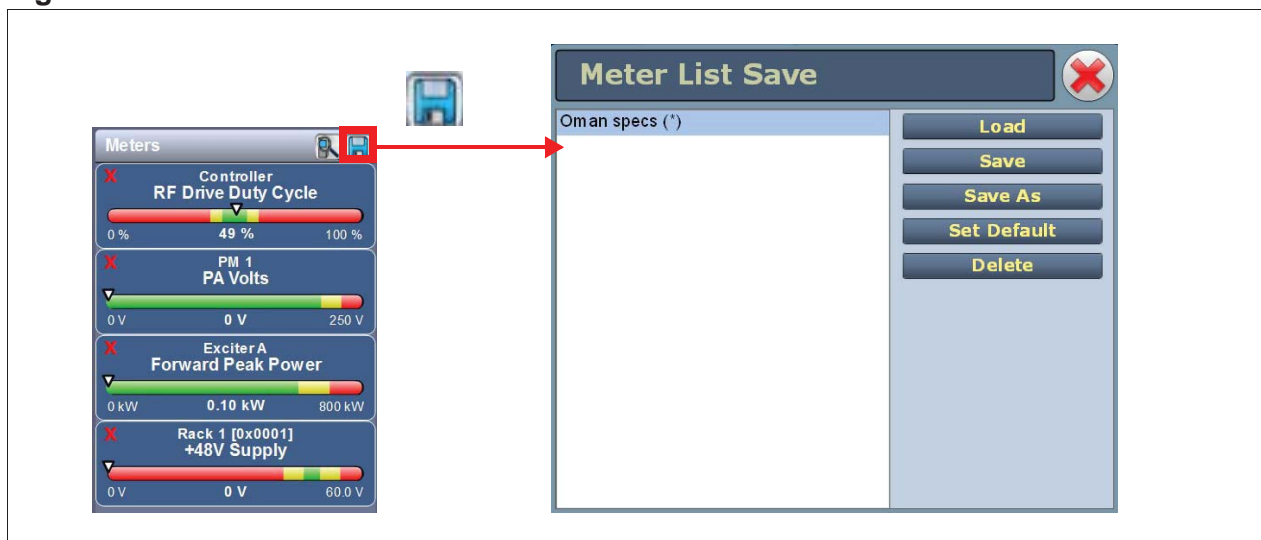 Meters
X
Controller
RF Drive Duty Cycle
0 % 49 % 100 %
X
PM 1
PA Volts
0 V 0 V 250 V
X
Exciter A
Forward Peak Power
0 kW 0.10 kW 800 kW
X
Rack 1 [0x0001]
+48V Supply
0 V 0 V 60.0 V
Meter List Save
Oman specs (*)
Load
Save
Save As
Set Default
Delete